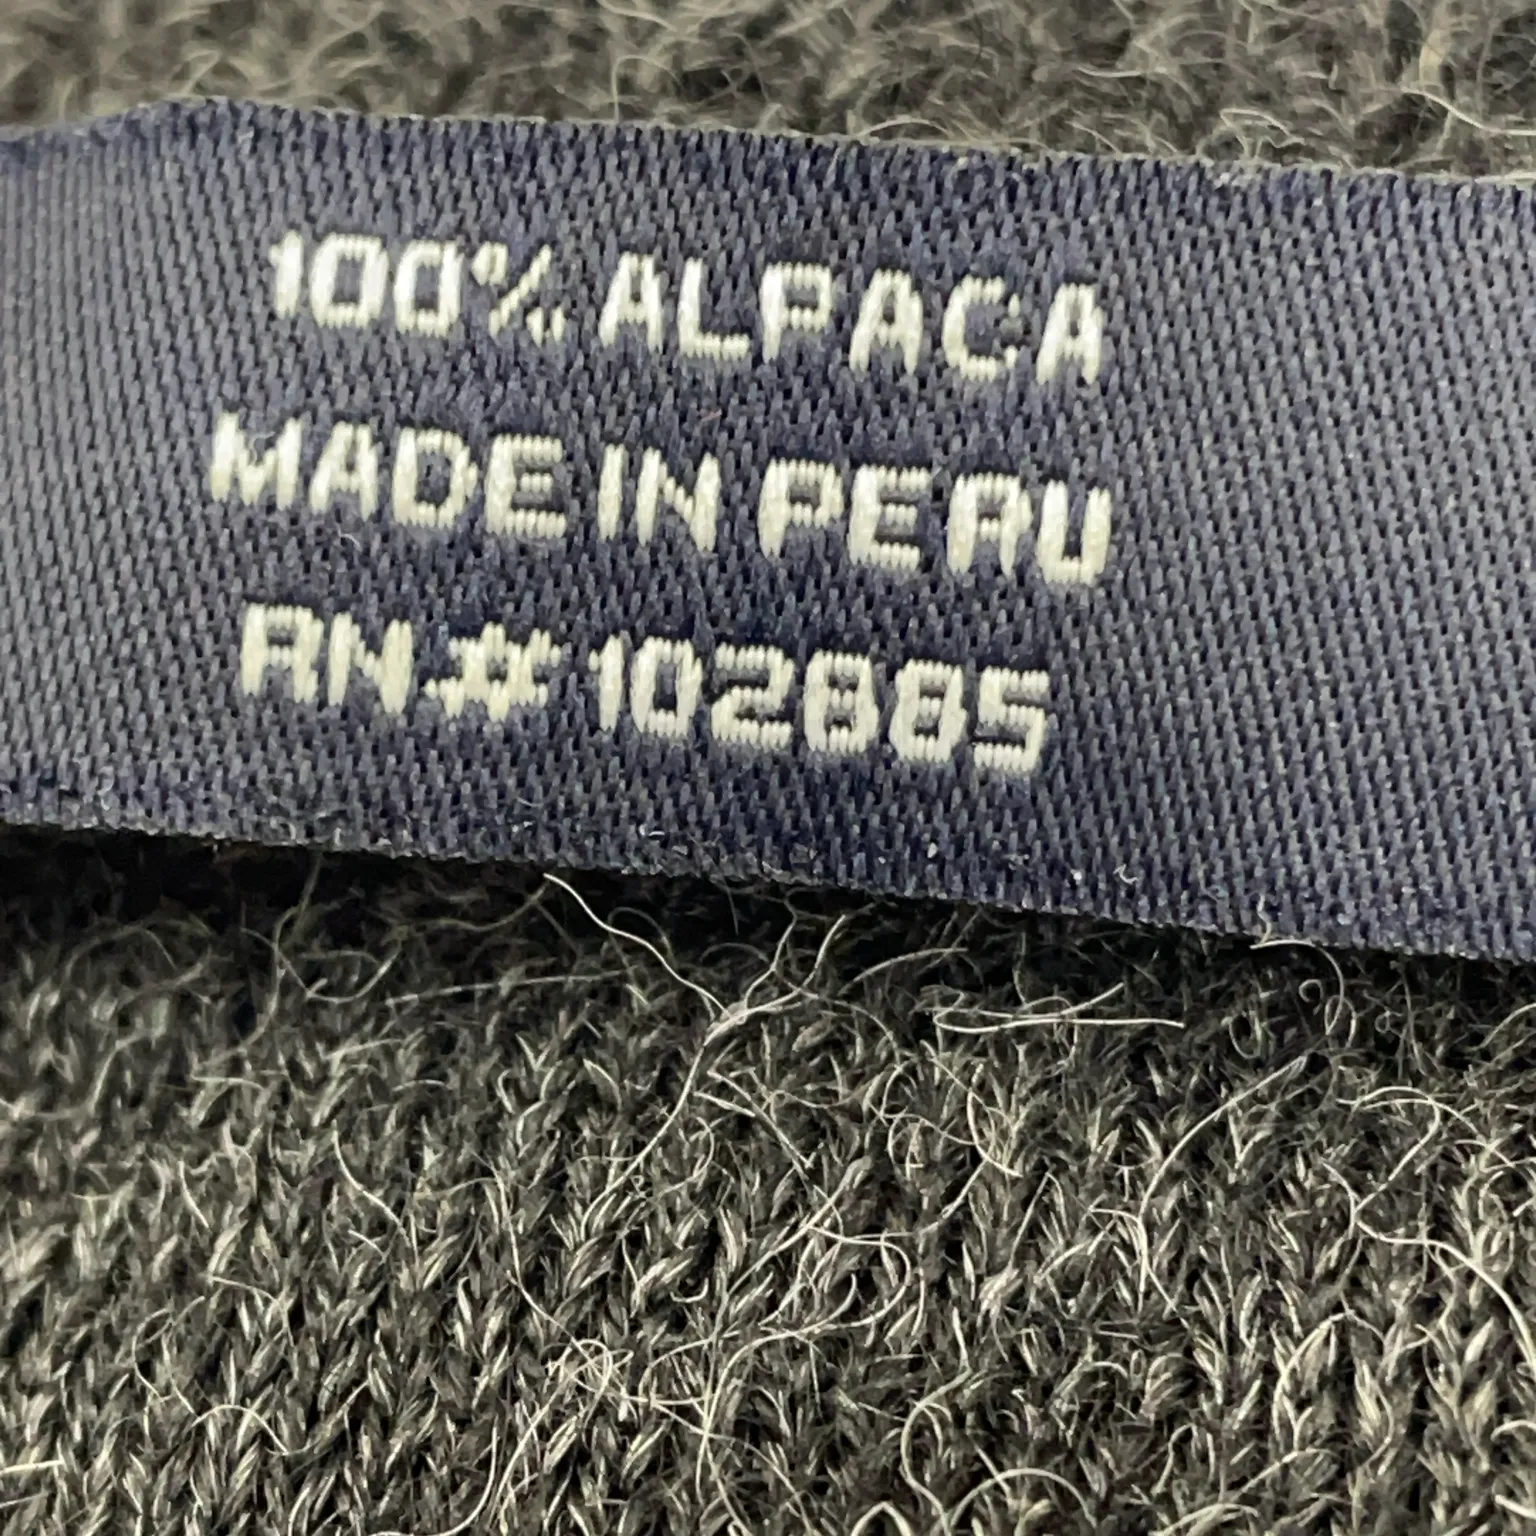 100% ALPACA
MADE IN PERU
RN# 102885